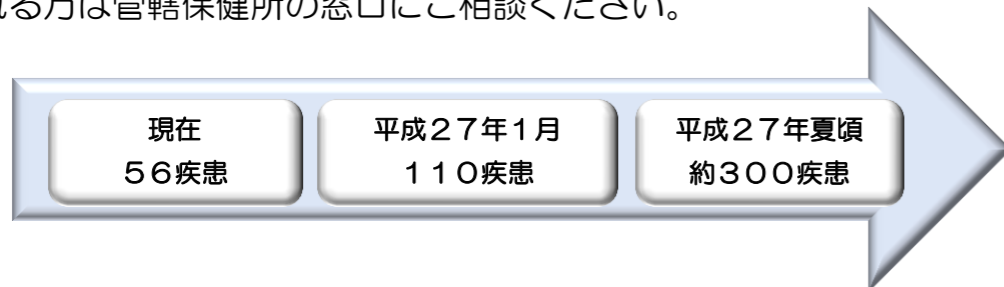 れる方は管轄保健所の窓口にご相談ください。
現在
５６疾患
平成２７年１月
１１０疾患
平成２７年夏頃
約３００疾患